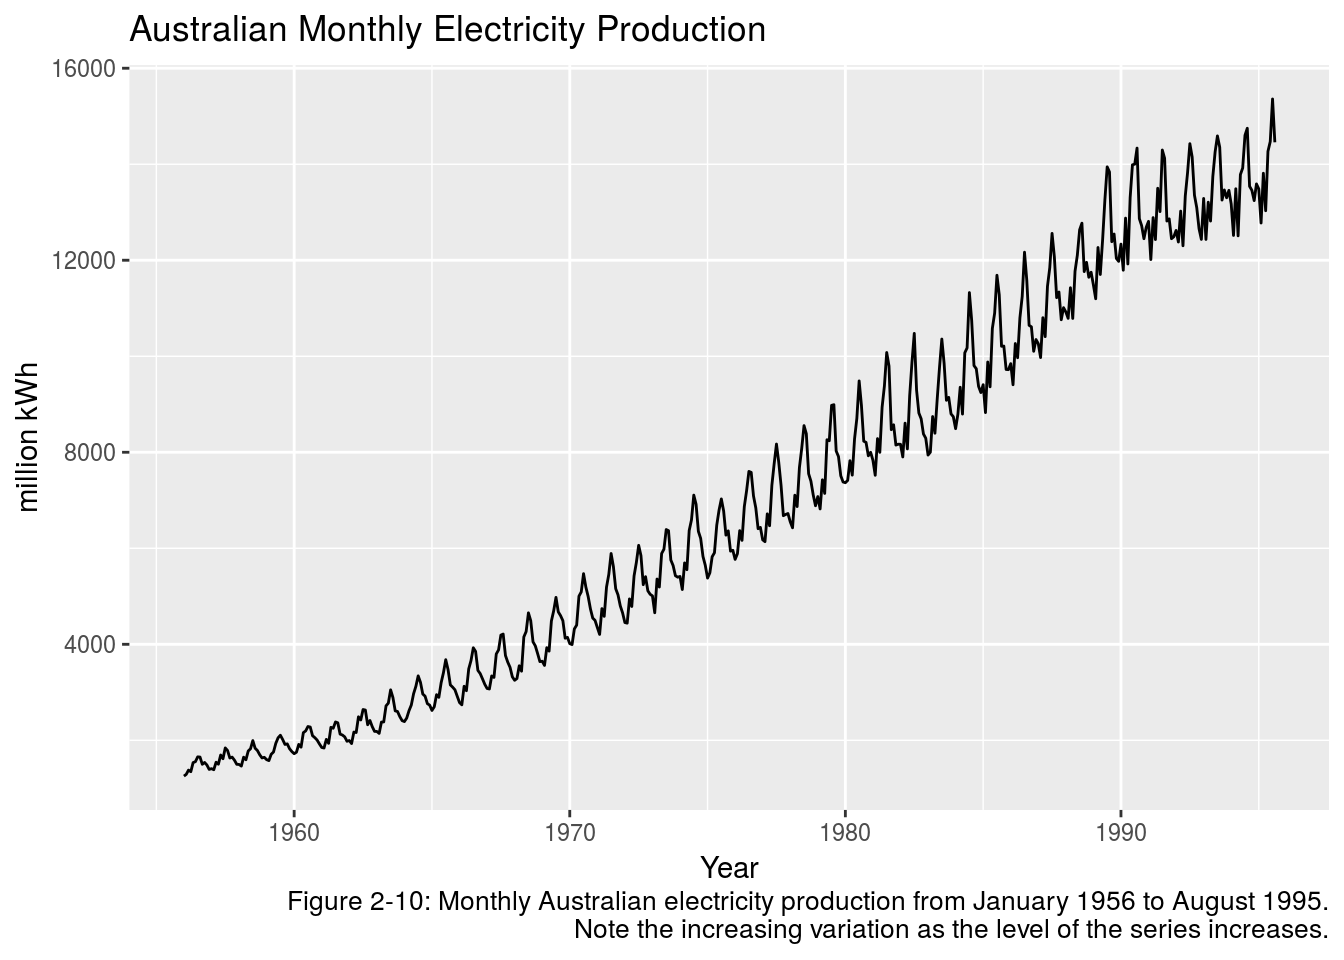 Australian Monthly Electricity Production
16000
12000
8000
4000
million kWh
1960
1970
1980
1990
Year
Figure 2-10: Monthly Australian electricity production from January 1956 to August 1995.
Note the increasing variation as the level of the series increases.